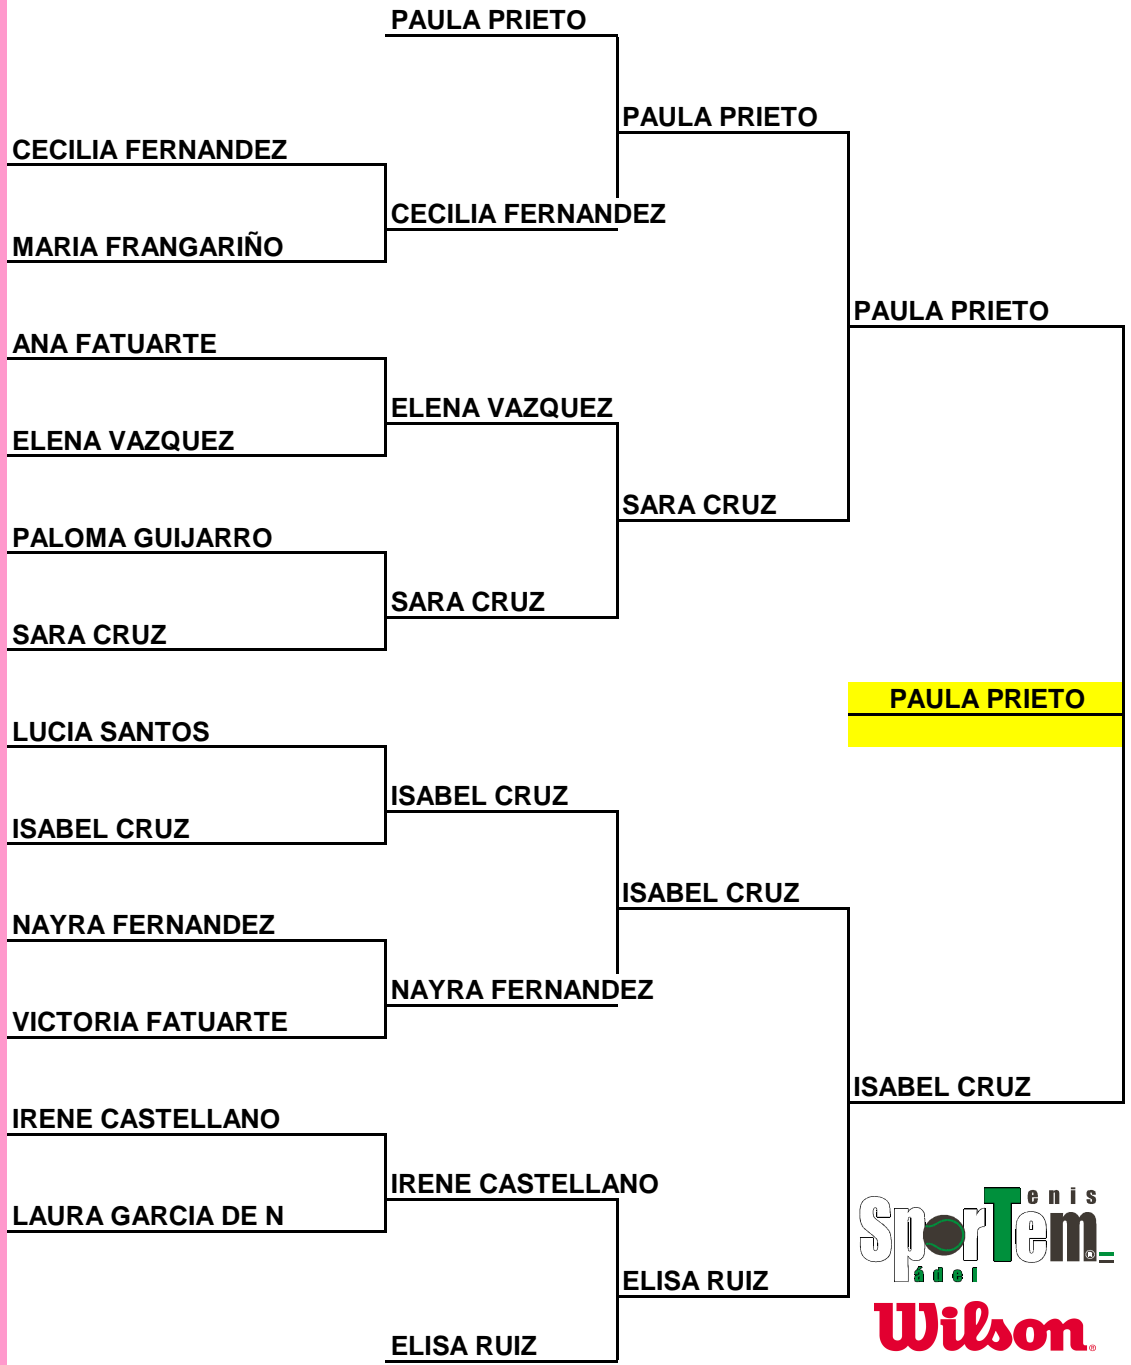 PAULA PRIETO
PAULA PRIETO
CECILIA FERNANDEZ
CECILIA FERNANDEZ
MARIA FRANGARIÑO
PAULA PRIETO
ANA FATUARTE
ELENA VAZQUEZ
ELENA VAZQUEZ
SARA CRUZ
PALOMA GUIJARRO
SARA CRUZ
SARA CRUZ
PAULA PRIETO
LUCIA SANTOS
ISABEL CRUZ
ISABEL CRUZ
ISABEL CRUZ
NAYRA FERNANDEZ
NAYRA FERNANDEZ
VICTORIA FATUARTE
ISABEL CRUZ
IRENE CASTELLANO
IRENE CASTELLANO
LAURA GARCIA DE N
Tenis
SporTem®
pádel
ELISA RUIZ
Wilson®
ELISA RUIZ